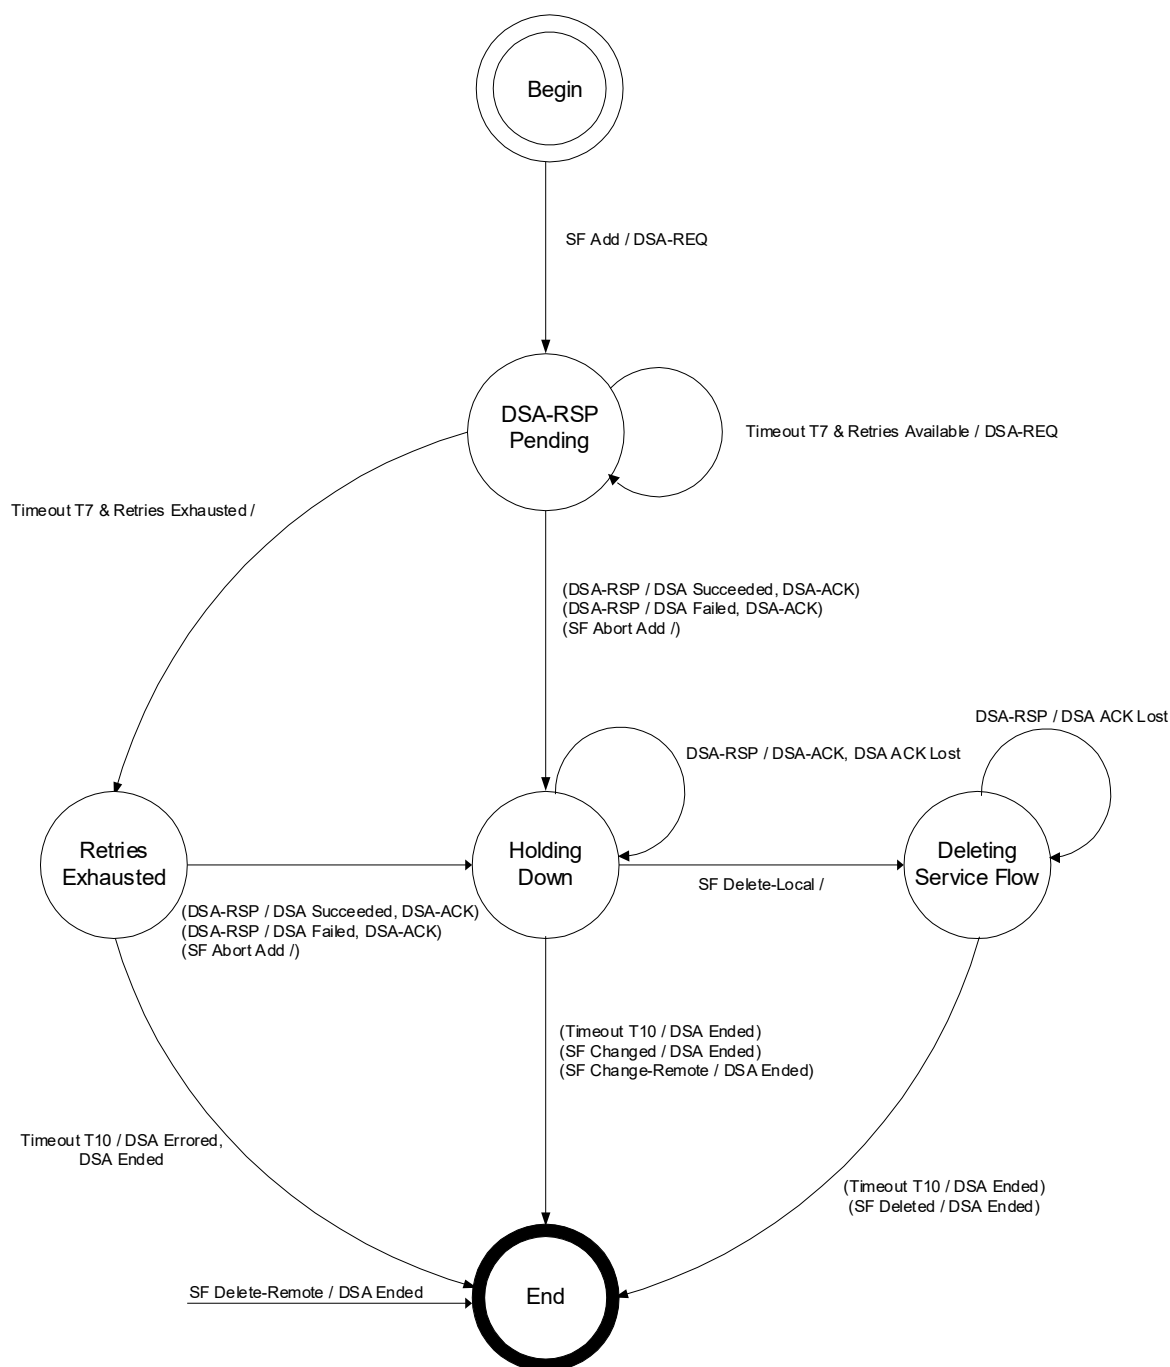 Begin
SF Add / DSA-REQ
DSA-RSP
Pending
Timeout T7 & Retries Available / DSA-REQ
Timeout T7 & Retries Exhausted /
(DSA-RSP / DSA Succeeded, DSA-ACK)
(DSA-RSP / DSA Failed, DSA-ACK)
(SF Abort Add /)
DSA-RSP / DSA ACK Lost
DSA-RSP / DSA-ACK, DSA ACK Lost
Retries
Exhausted
Holding
Down
Deleting
Service Flow
SF Delete-Local /
(DSA-RSP / DSA Succeeded, DSA-ACK)
(DSA-RSP / DSA Failed, DSA-ACK)
(SF Abort Add /)
(Timeout T10 / DSA Ended)
(SF Changed / DSA Ended)
(SF Change-Remote / DSA Ended)
Timeout T10 / DSA Errored,
DSA Ended
(Timeout T10 / DSA Ended)
(SF Deleted / DSA Ended)
SF Delete-Remote / DSA Ended
End